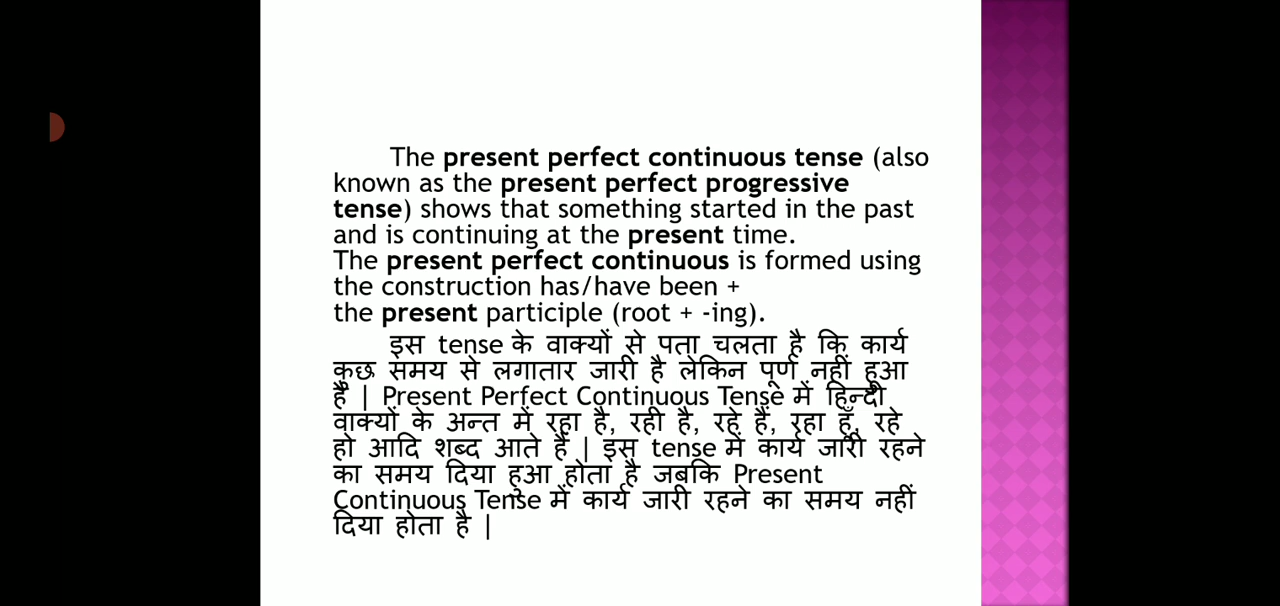 The present perfect continuous tense (also
known as the present perfect progressive
tense) shows that something started in the past
and is continuing at the present time.
The present perfect continuous is formed using
the construction has/have been +
the present participle (root + -ing).
इस tense के वाक्यों से पता चलता है कि कार्य
कुछ समय से लगातार जारी है लेकिन पूर्ण नहीं हुआ
है | Present Perfect Continuous Tense में हिन्दी
वाक्यों के अन्त में रहा है, रही है, रहे हैं, रहा हूँ, रहे
हो आदि शब्द आते हैं | इस tense में कार्य जारी रहने
का समय दिया हुआ होता है जबकि Present
Continuous Tense में कार्य जारी रहने का समय नहीं
दिया होता है |